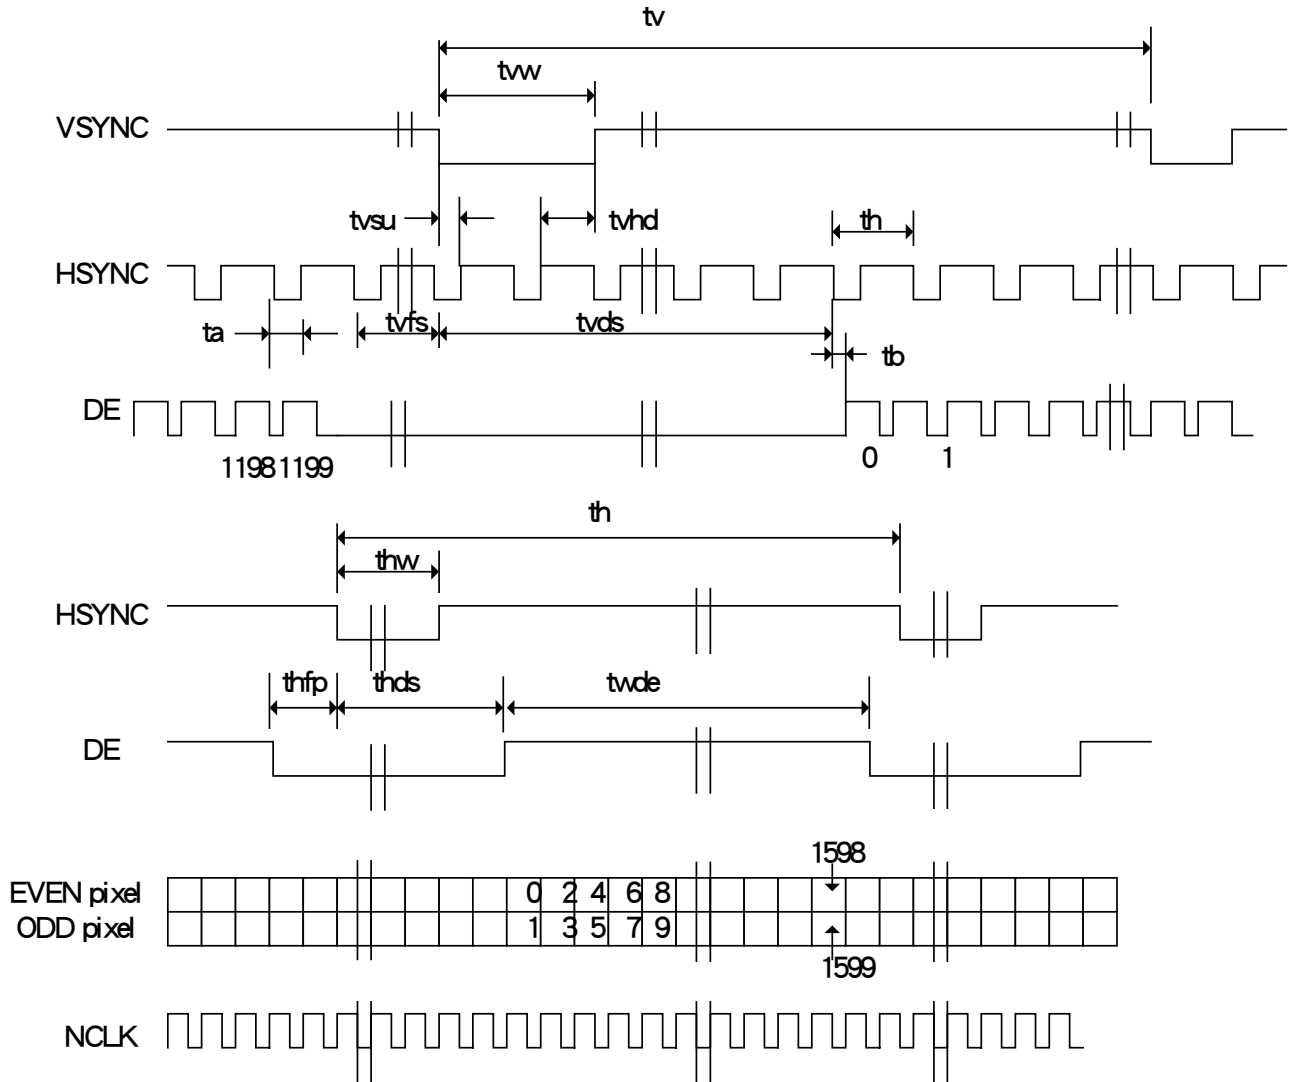 tv
tvw
VSYNC
tvsu tvhd th
HSYNC
ta tvfs tvds
tb
DE
1198 1199 0 1
th
thw
HSYNC
thfp thds twde
DE
1598
EVEN pixel 0 2 4 6 8
ODD pixel 1 3 5 7 9
1599
NCLK